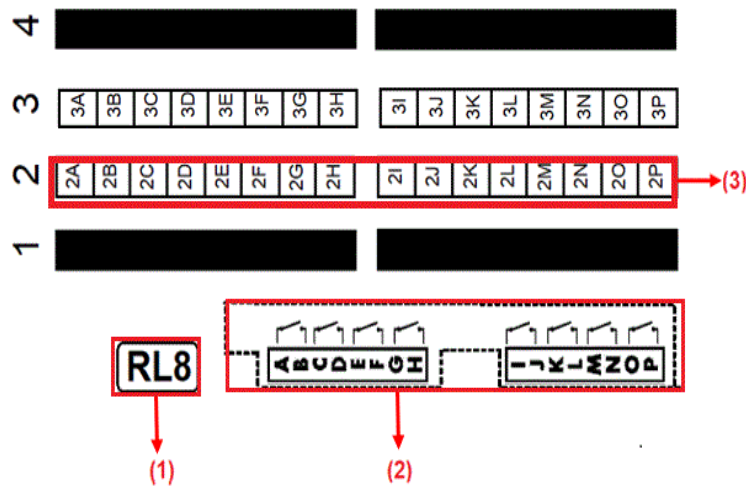 4
3 3A 3B 3C 3D 3E 3F 3G 3H 3I 3J 3K 3L 3M 3N 3O 3P
2 2A 2B 2C 2D 2E 2F 2G 2H 2I 2J 2K 2L 2M 2N 2O 2P (3)
1
RL8 A B C D E F G H I J K L M N O P
(1) (2)